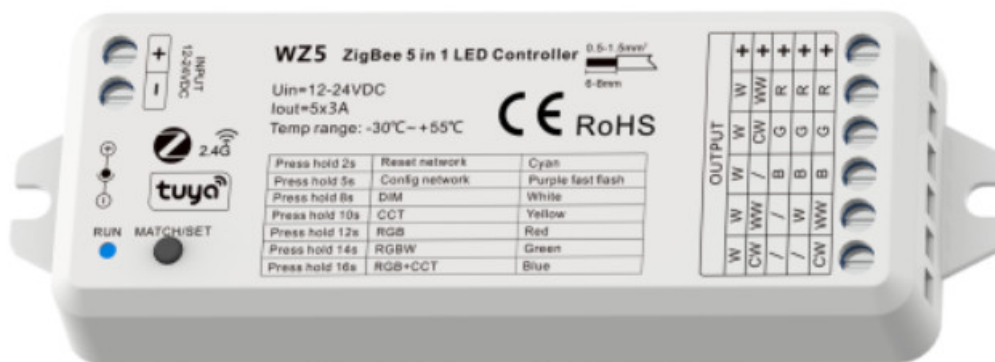 +
−
INPUT
12-24VDC
WZ5 ZigBee 5 in 1 LED Controller
0.5-1.5mm²
6-8mm
Uin=12-24VDC
Iout=5x3A
Temp range: -30℃~+55℃
CE RoHS
2.4G
tuya
RUN MATCH/SET
Press hold 2s Reset network Cyan
Press hold 5s Config network Purple fast flash
Press hold 8s DIM White
Press hold 10s CCT Yellow
Press hold 12s RGB Red
Press hold 14s RGBW Green
Press hold 16s RGB+CCT Blue
OUTPUT
+ + + + +
W WW R R R
W CW G G G
W / B B B
W WW / W WW
W CW / / CW